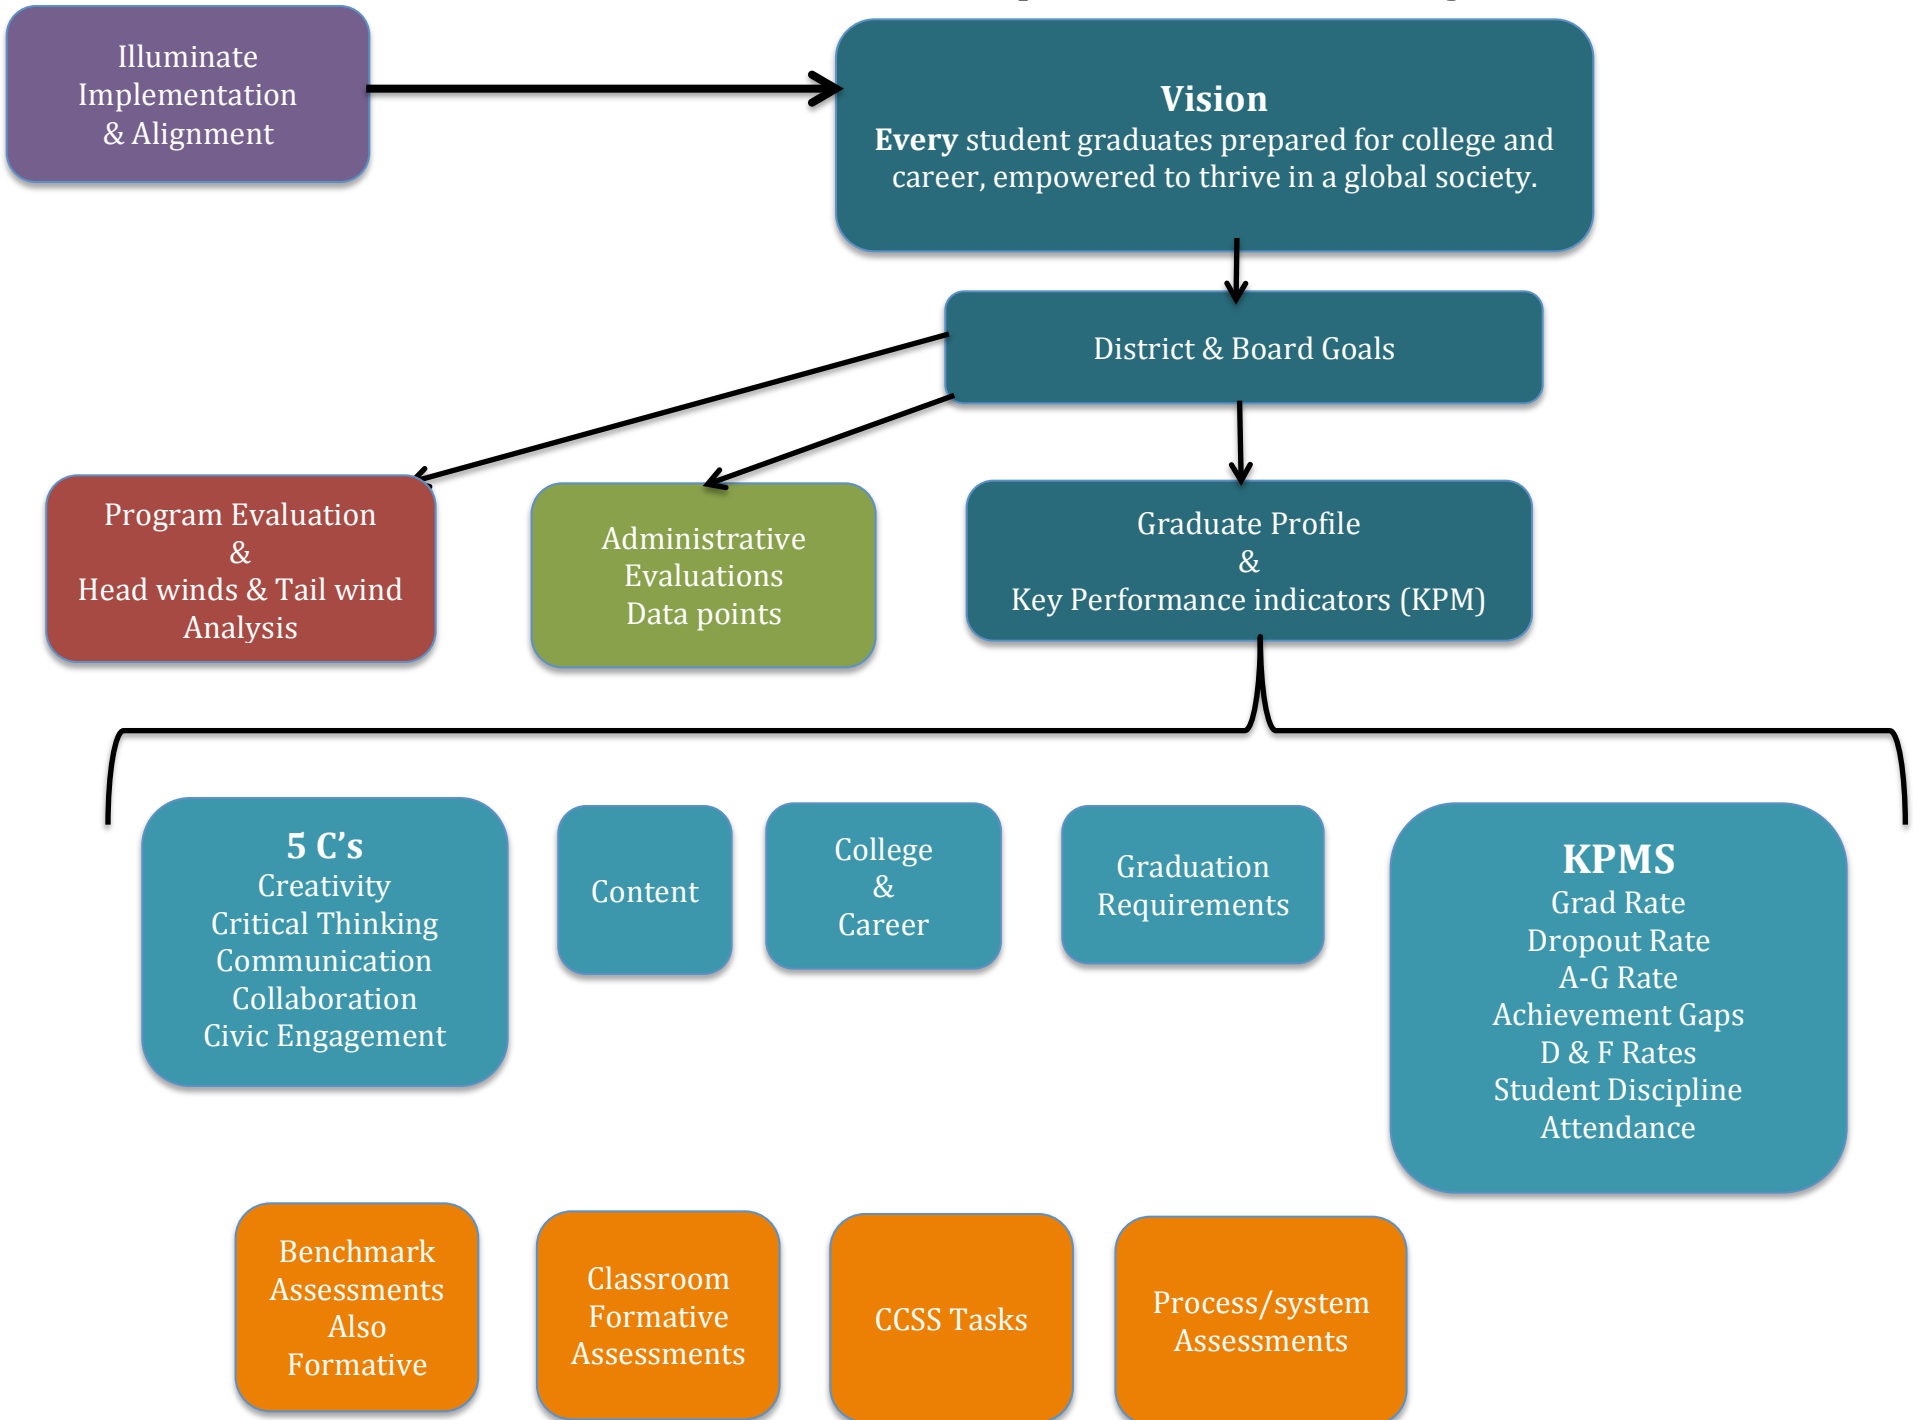 Illuminate
Implementation
& Alignment
Vision
Every student graduates prepared for college and
career, empowered to thrive in a global society.
District & Board Goals
Program Evaluation
&
Head winds & Tail wind
Analysis
Administrative
Evaluations
Data points
Graduate Profile
&
Key Performance indicators (KPM)
5 C’s
Creativity
Critical Thinking
Communication
Collaboration
Civic Engagement
Content
College
&
Career
Graduation
Requirements
KPMS
Grad Rate
Dropout Rate
A-G Rate
Achievement Gaps
D & F Rates
Student Discipline
Attendance
Benchmark
Assessments
Also
Formative
Classroom
Formative
Assessments
CCSS Tasks
Process/system
Assessments